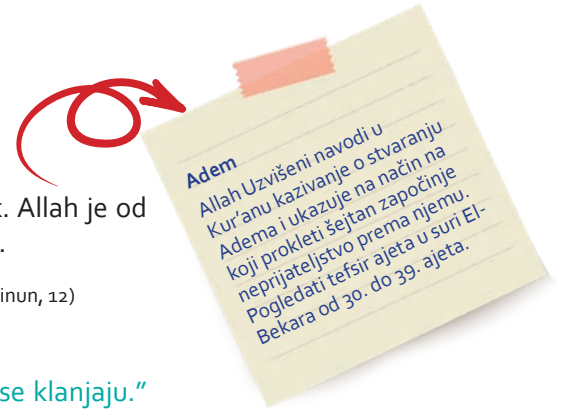 k. Allah je od
.
inun, 12)
se klanjaju.”
Adem
Allah Uzvišeni navodi u
Kur’anu kazivanje o stvaranju
Adema i ukazuje na način na
koji prokleti šejtan započinje
neprijateljstvo prema njemu.
Pogledati tefsir ajeta u suri El-
Bekara od 30. do 39. ajeta.